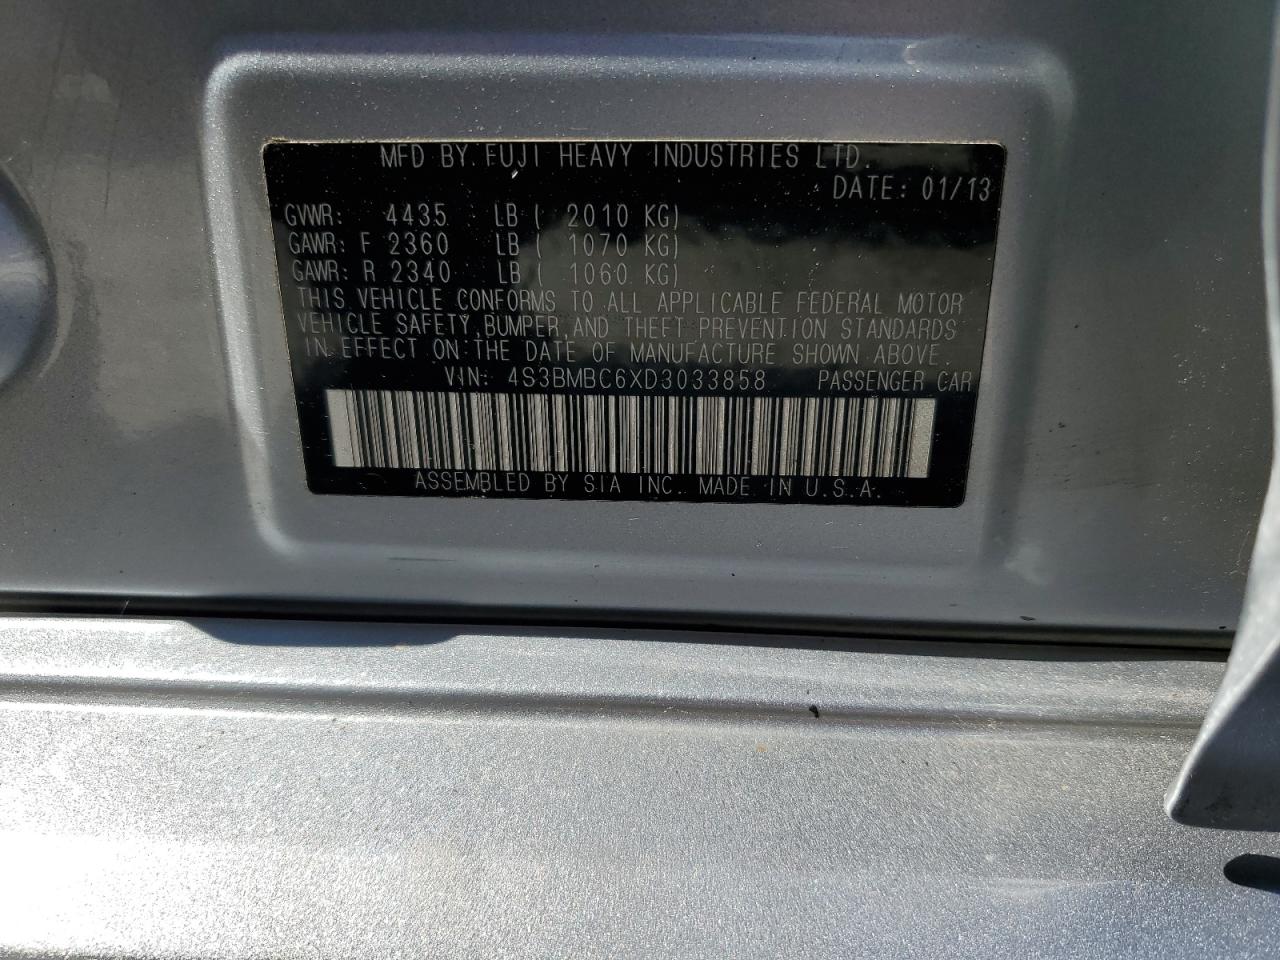 MFD BY FUJI HEAVY INDUSTRIES LTD.
DATE: 01/13
GVWR: 4435 LB ( 2010 KG)
GAWR: F 2360 LB ( 1070 KG)
GAWR: R 2340 LB ( 1060 KG)
THIS VEHICLE CONFORMS TO ALL APPLICABLE FEDERAL MOTOR
VEHICLE SAFETY, BUMPER, AND THEFT PREVENTION STANDARDS
IN EFFECT ON THE DATE OF MANUFACTURE SHOWN ABOVE.
VIN: 4S3BMBC6XD3033858 PASSENGER CAR
ASSEMBLED BY SIA INC. MADE IN U.S.A.